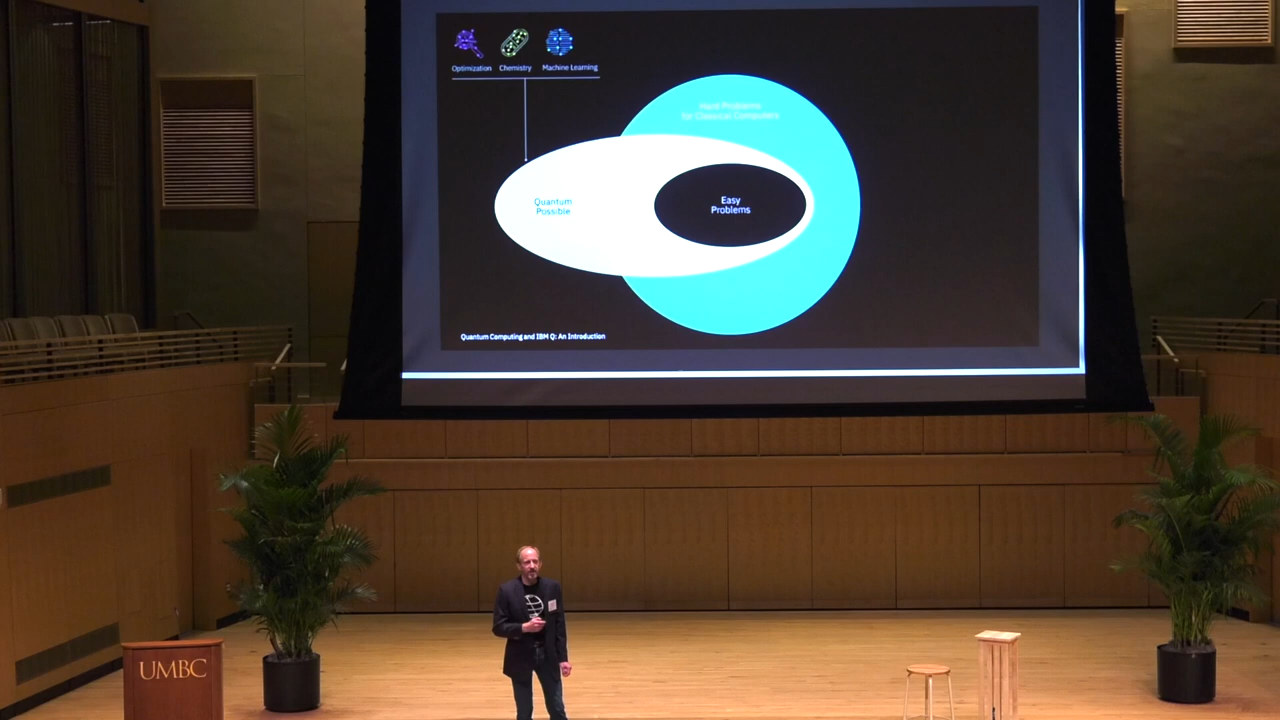 Optimization Chemistry Machine Learning
Hard Problems
for Classical Computers
Quantum
Possible
Easy
Problems
Quantum Computing and IBM Q: An Introduction
UMBC